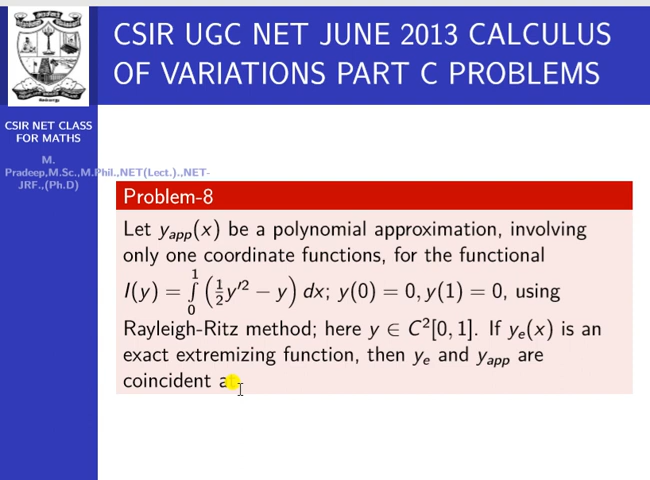 CSIR UGC NET JUNE 2013 CALCULUS
OF VARIATIONS PART C PROBLEMS
CSIR NET CLASS
FOR MATHS
M.
Pradeep,M.Sc.,M.Phil.,NET(Lect.).,NET-
JRF.,(Ph.D)
Problem-8
Let y_app(x) be a polynomial approximation, involving
only one coordinate functions, for the functional
I(y) = ∫₀¹ (½y′² − y) dx; y(0) = 0, y(1) = 0, using
Rayleigh-Ritz method; here y ∈ C²[0, 1]. If y_e(x) is an
exact extremizing function, then y_e and y_app are
coincident at